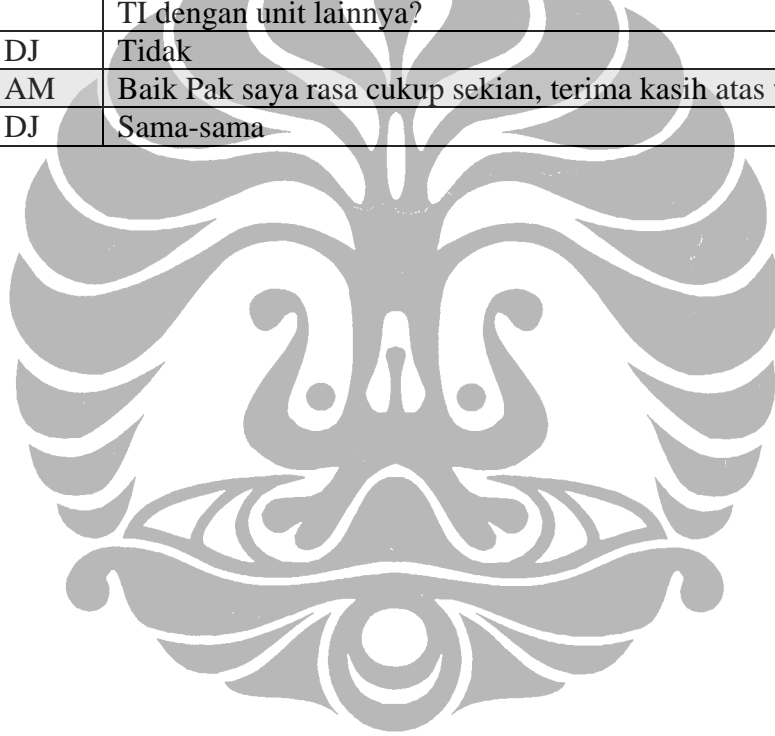 TI dengan unit lainnya?
DJ Tidak
AM Baik Pak saya rasa cukup sekian, terima kasih atas
DJ Sama-sama